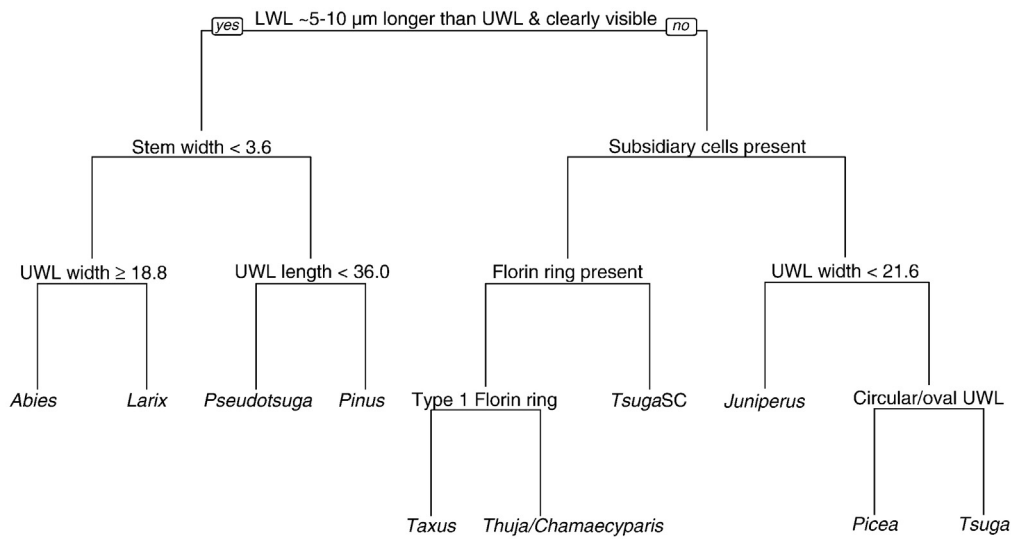 LWL ~5-10 µm longer than UWL & clearly visible
yes
no
Stem width < 3.6
Subsidiary cells present
UWL width ≥ 18.8
UWL length < 36.0
Florin ring present
UWL width < 21.6
Abies
Larix
Pseudotsuga
Pinus
Type 1 Florin ring
TsugaSC
Juniperus
Circular/oval UWL
Taxus
Thuja/Chamaecyparis
Picea
Tsuga